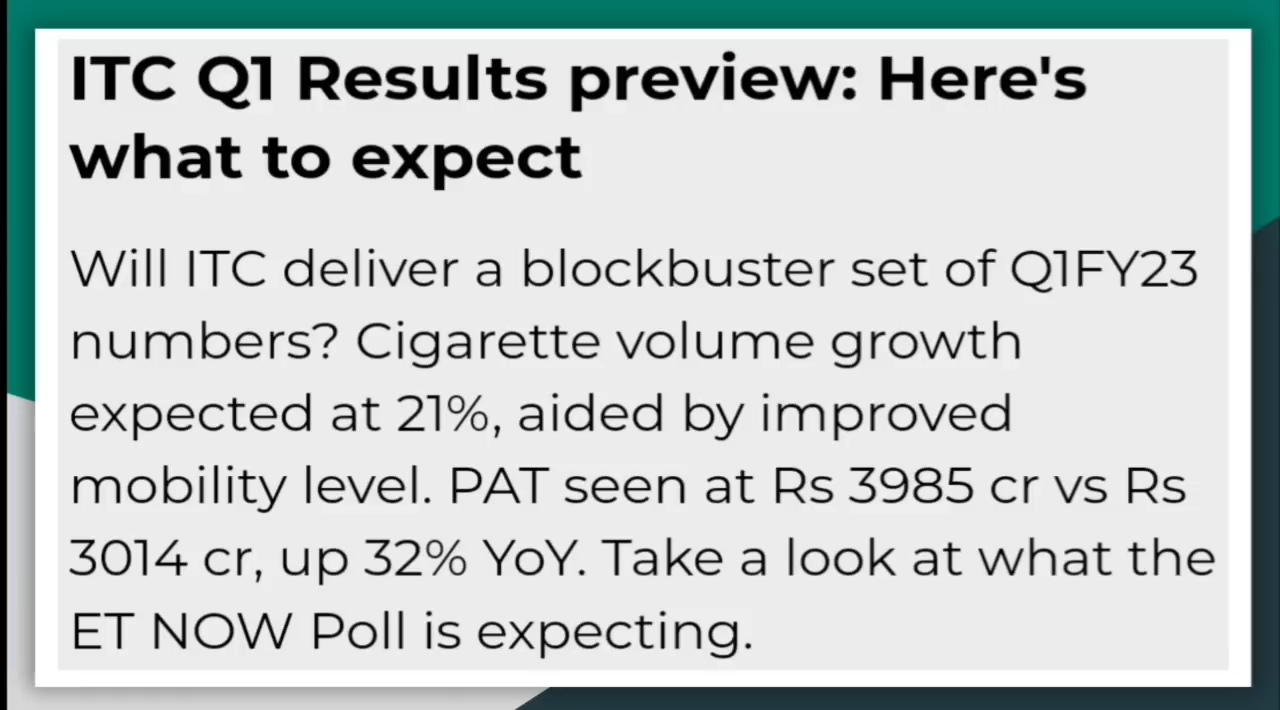 ITC Q1 Results preview: Here's
what to expect
Will ITC deliver a blockbuster set of Q1FY23
numbers? Cigarette volume growth
expected at 21%, aided by improved
mobility level. PAT seen at Rs 3985 cr vs Rs
3014 cr, up 32% YoY. Take a look at what the
ET NOW Poll is expecting.